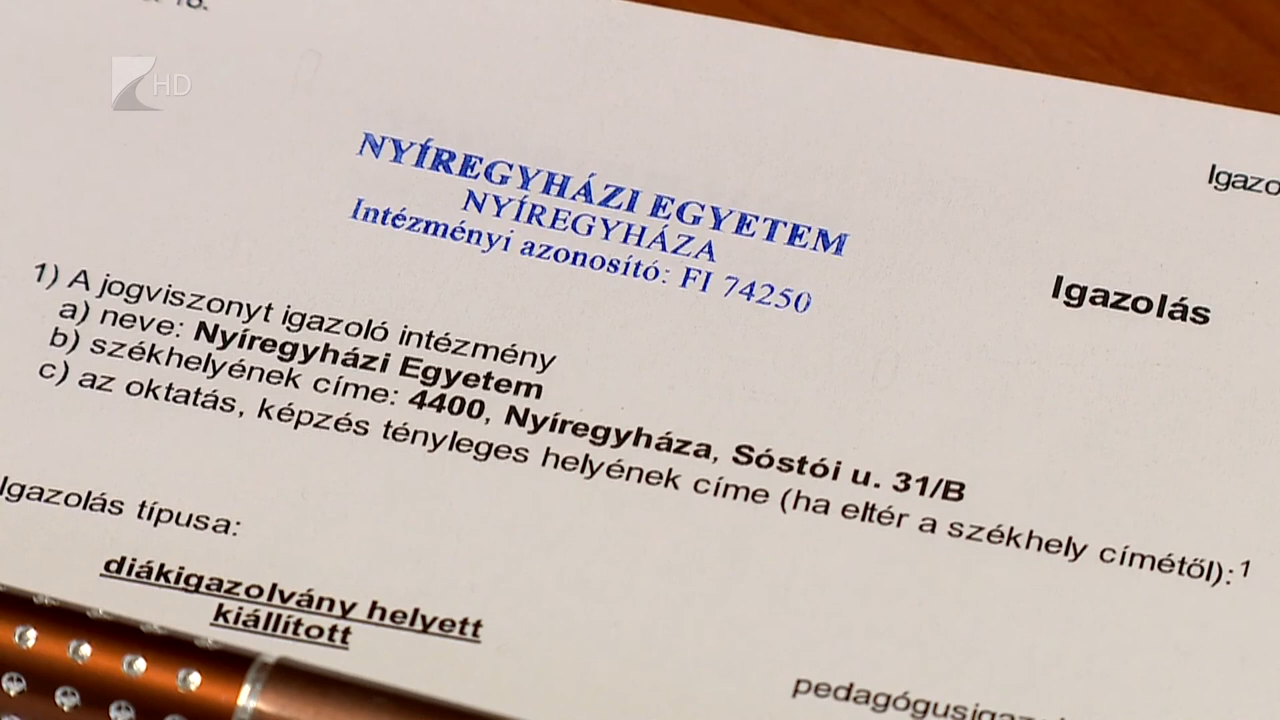 HD
NYÍREGYHÁZI EGYETEM
NYÍREGYHÁZA
Intézményi azonosító: FI 74250
Igazolás
1) A jogviszonyt igazoló intézmény
a) neve: Nyíregyházi Egyetem
b) székhelyének címe: 4400, Nyíregyháza, Sóstói u. 31/B
c) az oktatás, képzés tényleges helyének címe (ha eltér a székhely címétől):¹
Igazolás típusa:
diákigazolvány helyett
kiállított